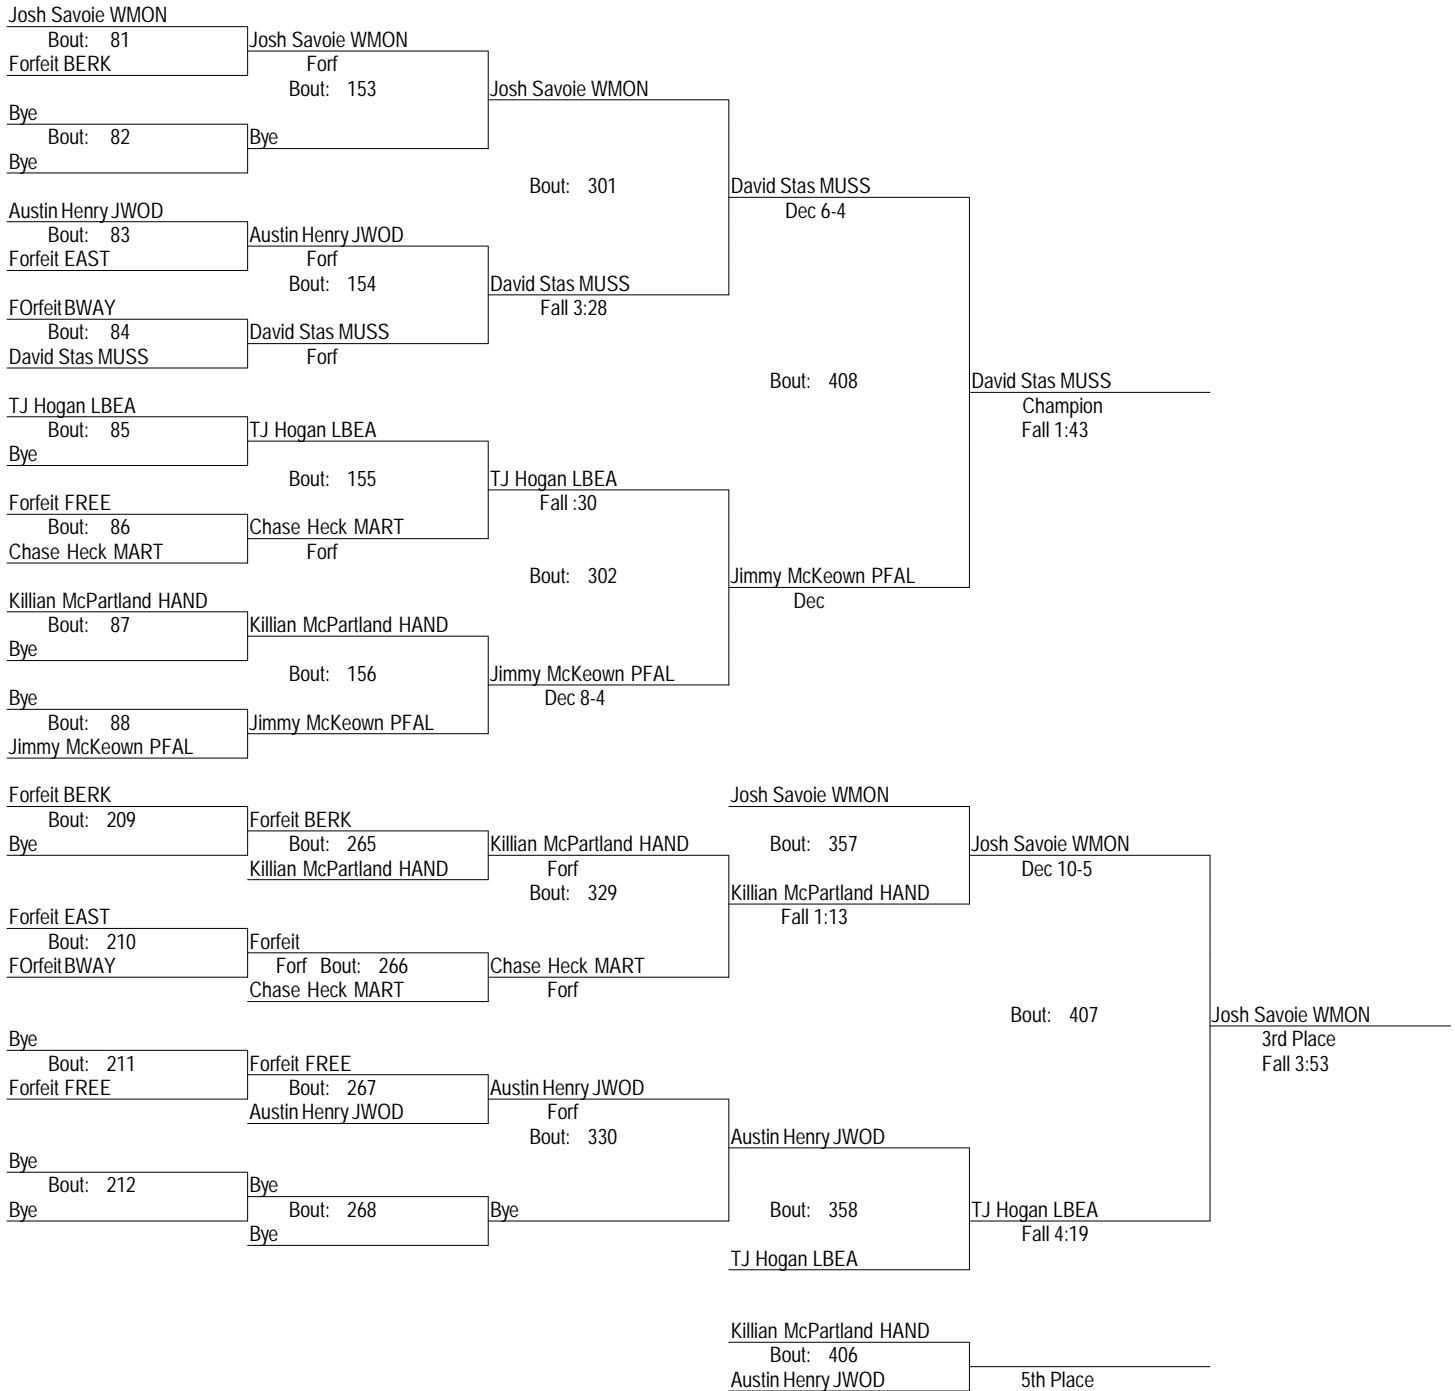 Josh Savoie WMON
Bout: 81
Josh Savoie WMON
Forfeit BERK
Forf
Bout: 153
Josh Savoie WMON
Bye
Bout: 82
Bye
Bye
Bout: 301
David Stas MUSS
Austin Henry JWOD
Dec 6-4
Bout: 83
Austin Henry JWOD
Forfeit EAST
Forf
Bout: 154
David Stas MUSS
FOrfeit BWAY
Fall 3:28
Bout: 84
David Stas MUSS
David Stas MUSS
Forf
Bout: 408
David Stas MUSS
TJ Hogan LBEA
Champion
Bout: 85
TJ Hogan LBEA
Fall 1:43
Bye
Bout: 155
TJ Hogan LBEA
Forfeit FREE
Fall :30
Bout: 86
Chase Heck MART
Chase Heck MART
Forf
Bout: 302
Jimmy McKeown PFAL
Killian McPartland HAND
Dec
Bout: 87
Killian McPartland HAND
Bye
Bout: 156
Jimmy McKeown PFAL
Bye
Dec 8-4
Bout: 88
Jimmy McKeown PFAL
Jimmy McKeown PFAL
Forfeit BERK
Josh Savoie WMON
Bout: 209
Forfeit BERK
Bye
Bout: 265
Killian McPartland HAND
Bout: 357
Josh Savoie WMON
Killian McPartland HAND
Forf
Dec 10-5
Bout: 329
Killian McPartland HAND
Forfeit EAST
Fall 1:13
Bout: 210
Forfeit
FOrfeit BWAY
Forf Bout: 266
Chase Heck MART
Chase Heck MART
Forf
Bout: 407
Josh Savoie WMON
Bye
3rd Place
Bout: 211
Forfeit FREE
Fall 3:53
Forfeit FREE
Bout: 267
Austin Henry JWOD
Austin Henry JWOD
Forf
Bout: 330
Austin Henry JWOD
Bye
Bout: 212
Bye
Bye
Bout: 268
Bye
Bout: 358
TJ Hogan LBEA
Bye
Fall 4:19
TJ Hogan LBEA
Killian McPartland HAND
Bout: 406
Austin Henry JWOD
5th Place